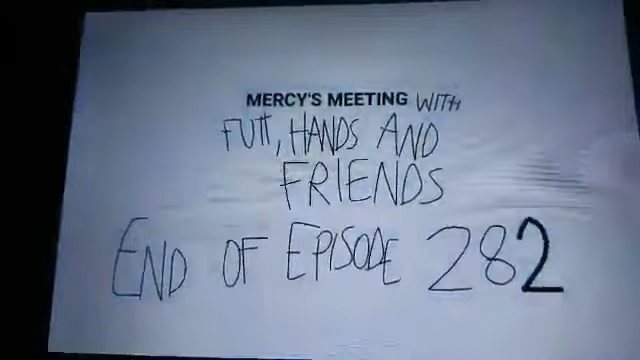 MERCY'S MEETING WITH
FUTT, HANDS AND
FRIENDS
END OF EPISODE 282